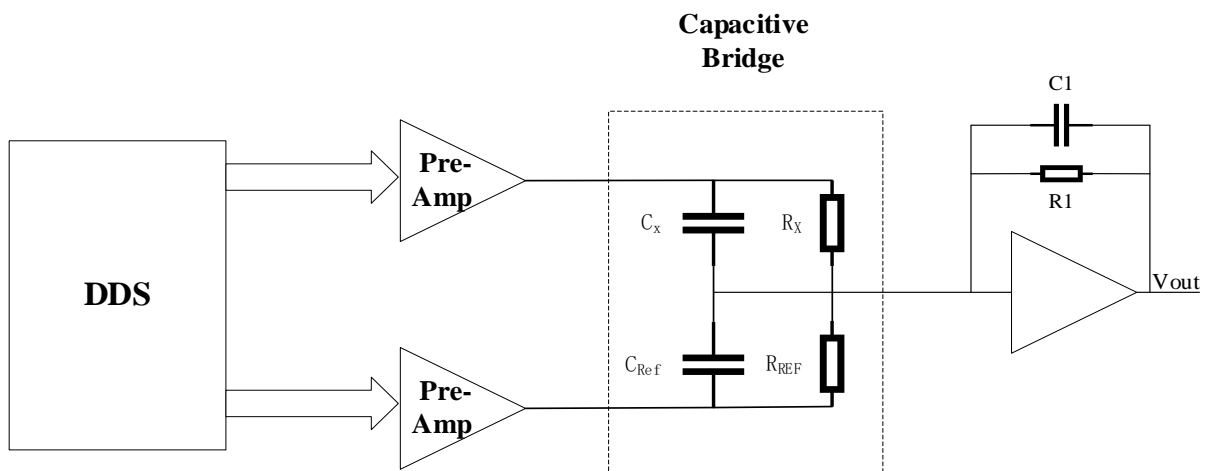 Capacitive
Bridge
C1
Pre-
Amp
R1
Cx
RX
DDS
Vout
CRef
RREF
Pre-
Amp